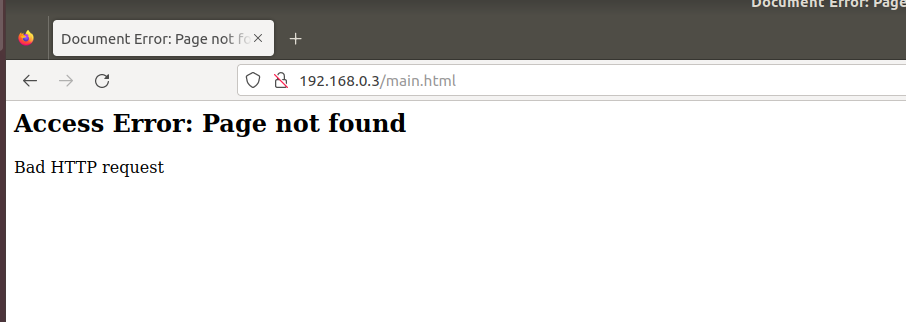 Document Error: Page
Document Error: Page not fo
192.168.0.3/main.html
Access Error: Page not found
Bad HTTP request